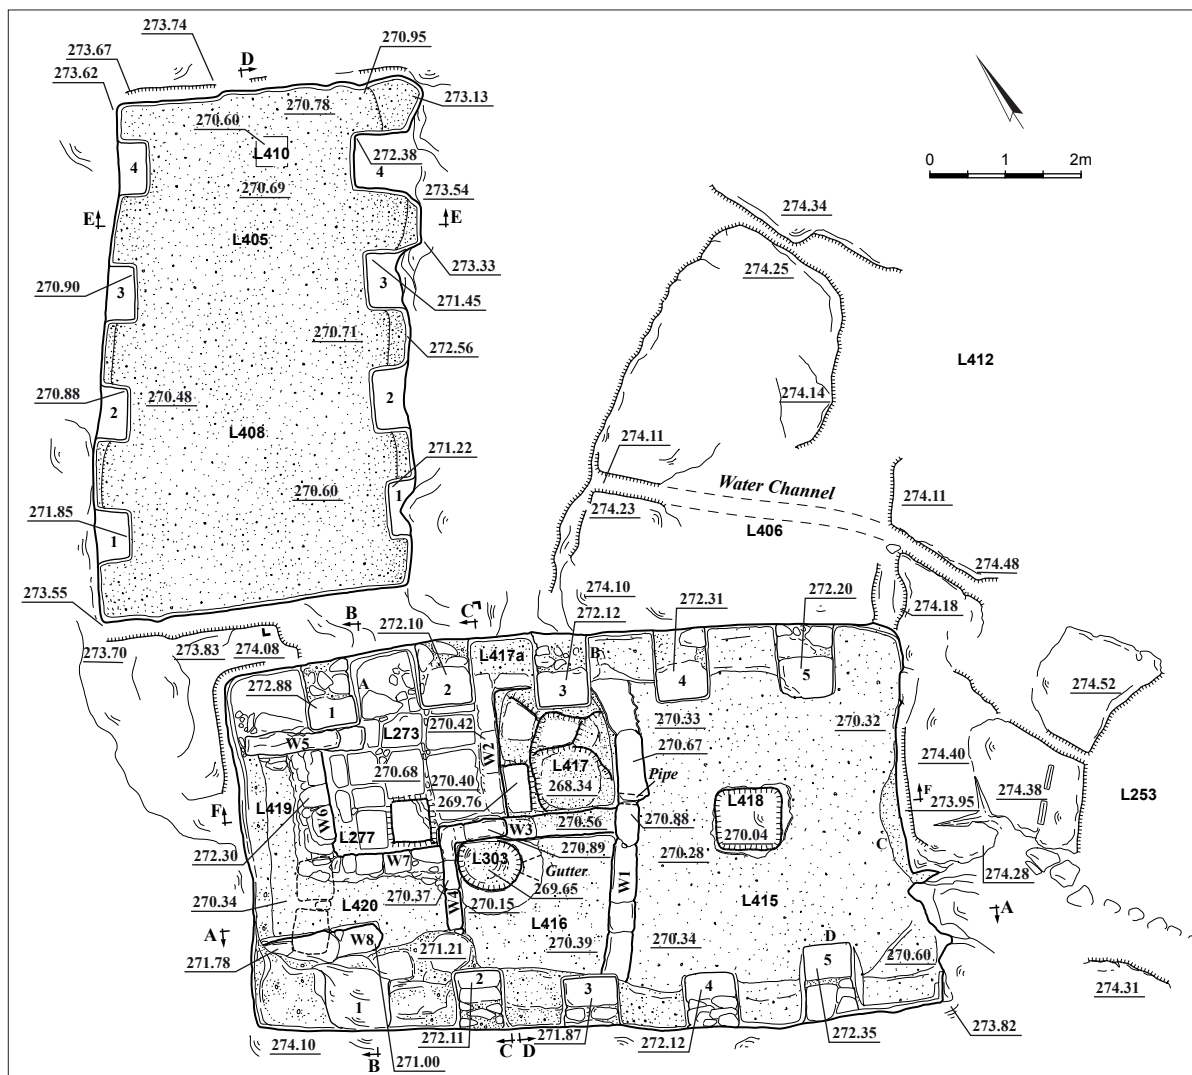 273.74
270.95
D
273.67
273.62
270.78
273.13
270.60
L410
272.38
0 1 2m
4
4
270.69
273.54
274.34
E
E
L405
273.33
274.25
270.90
3
3
271.45
270.71
272.56
L412
270.88
270.48
2
2
274.14
L408
274.11
271.22
Water Channel
270.60
1
274.11
274.23
271.85
L406
1
274.48
273.55
274.10
272.20
B
C
272.31
274.18
272.10
272.12
273.70
273.83
274.08
L417a
B
274.52
272.88
A
2
3
4
5
1
270.42
270.33
270.32
W5
L273
W2
270.67
274.40
L417
Pipe
270.68
270.40
268.34
274.38
L419
269.76
L418
F
L253
F
W6
W3
270.56
273.95
L277
270.88
270.04
272.30
W7
L303
270.89
270.28
C
Gutter
274.28
270.37
269.65
W1
270.34
L420
W4
270.15
L416
L415
A
A
W8
271.21
270.39
270.34
D
271.78
5
270.60
2
3
4
274.31
1
274.10
272.11
C
D
271.87
272.12
272.35
273.82
B
271.00